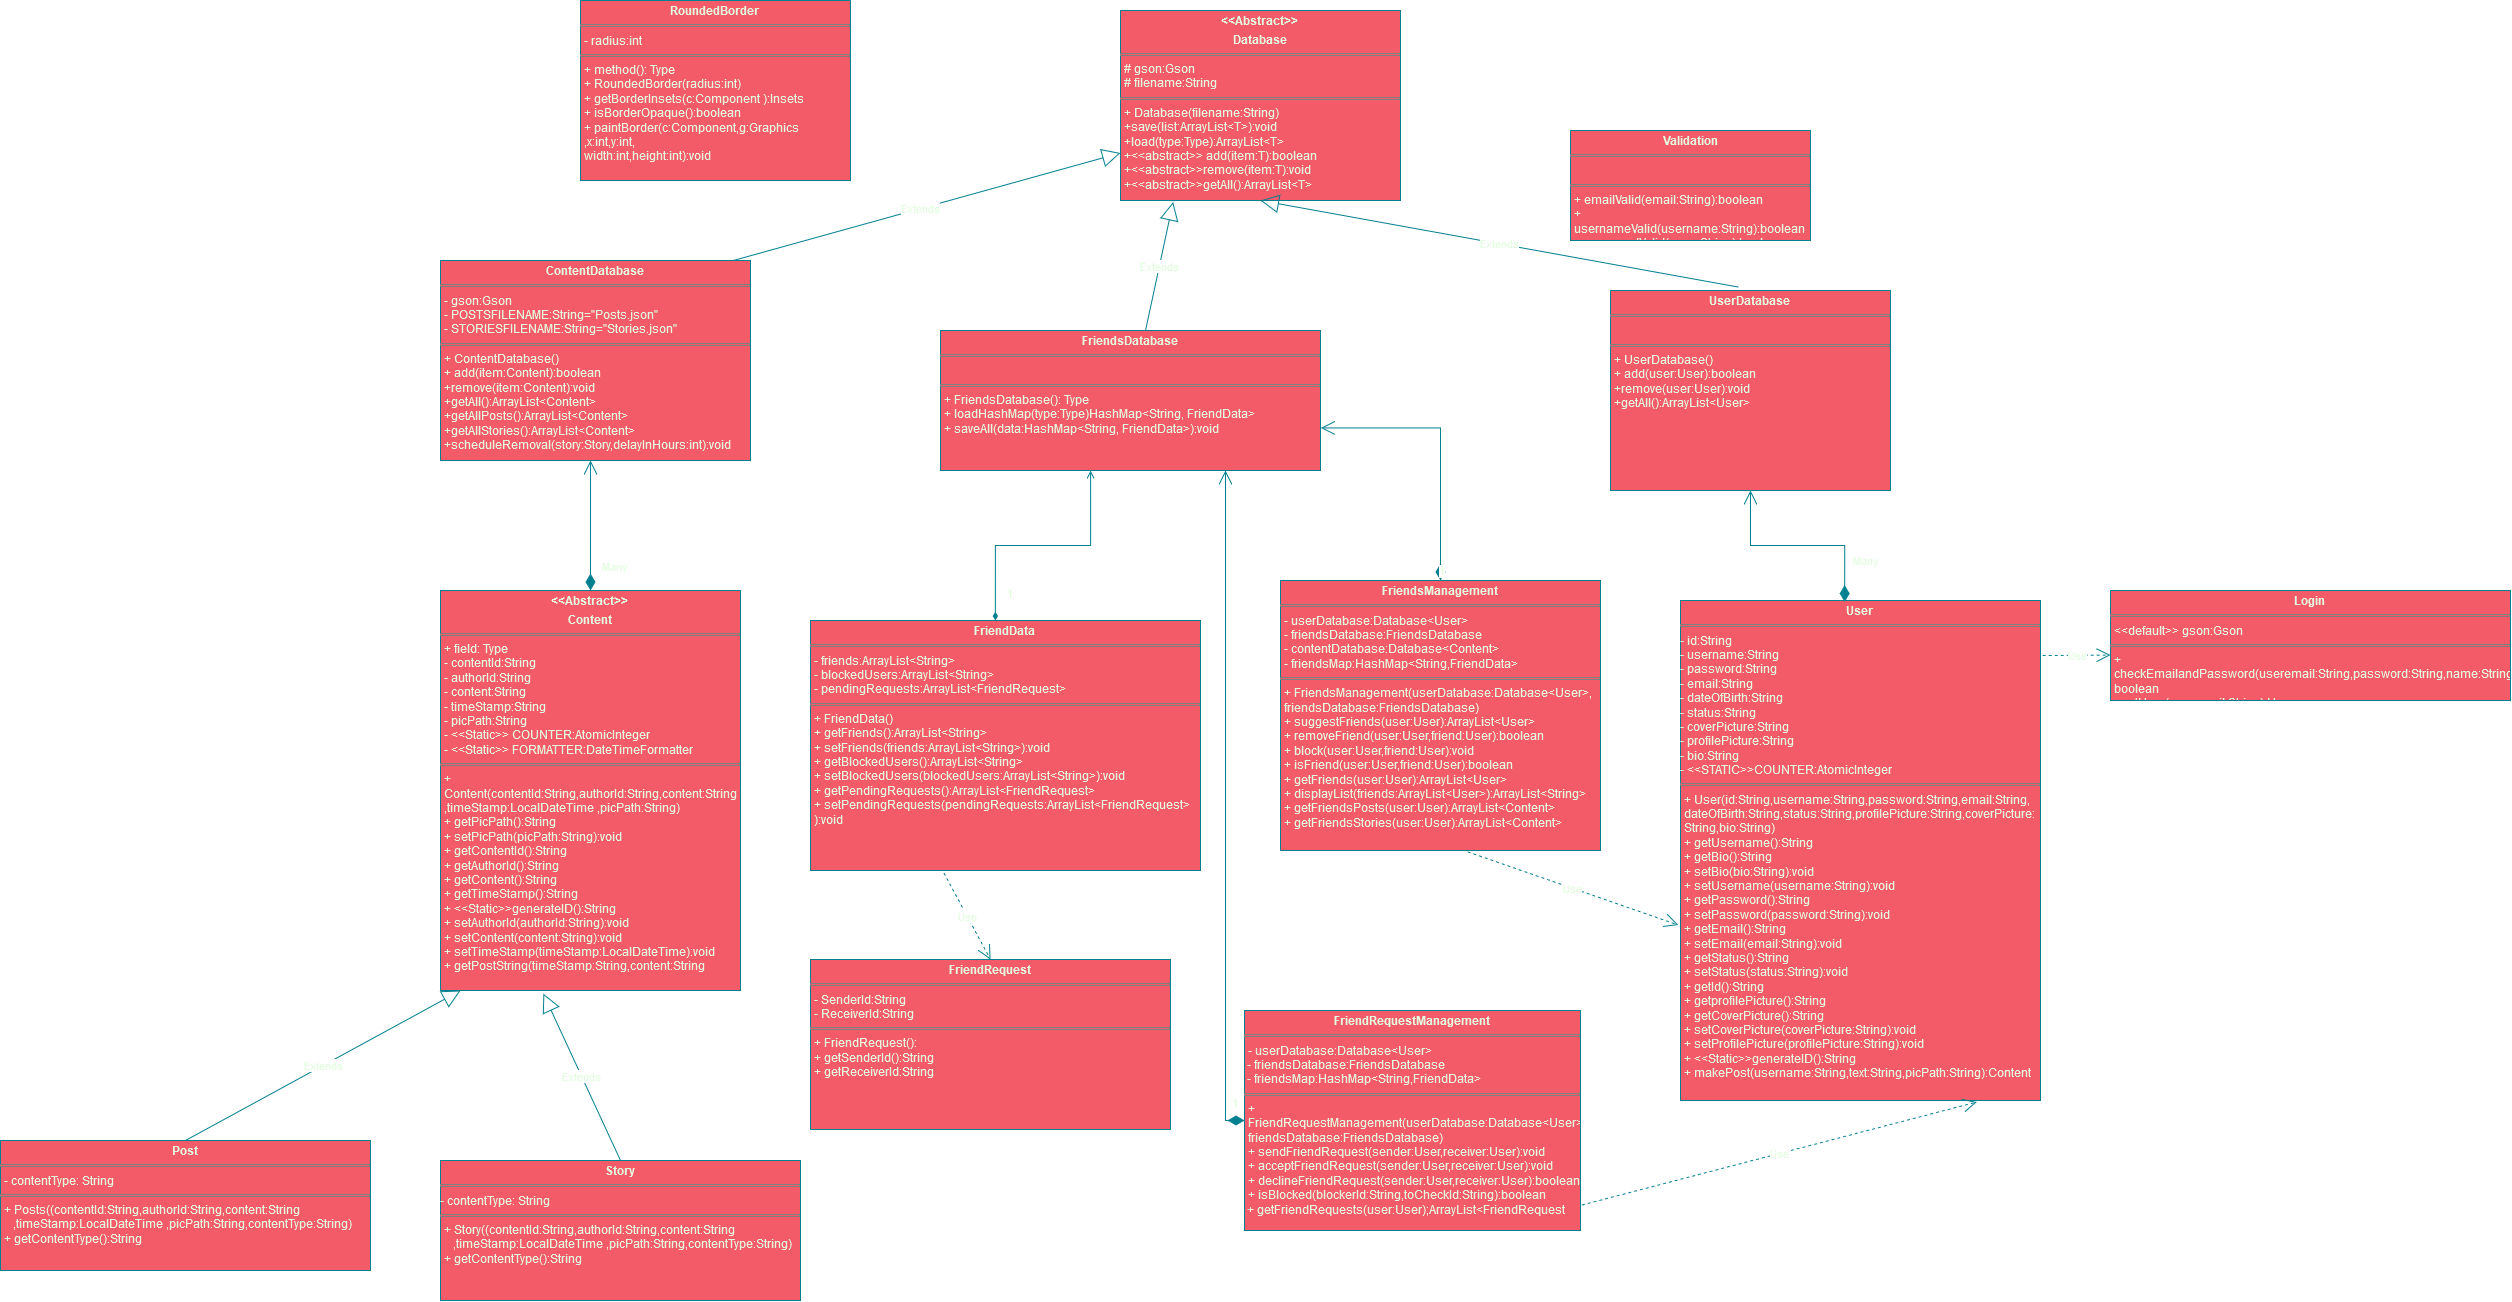 RoundedBorder
- radius:int
+ method(): Type
+ RoundedBorder(radius:int)
+ getBorderInsets(c:Component ):Insets
+ isBorderOpaque():boolean
+ paintBorder(c:Component,g:Graphics
,x:int,y:int,
width:int,height:int):void
<<Abstract>>
Database
# gson:Gson
# filename:String
+ Database(filename:String)
+save(list:ArrayList<T>):void
+load(type:Type):ArrayList<T>
+<<abstract>> add(item:T):boolean
+<<abstract>>remove(item:T):void
+<<abstract>>getAll():ArrayList<T>
Validation
+ emailValid(email:String):boolean
+
usernameValid(username:String):boolean
Extends
Extends
Extends
ContentDatabase
- gson:Gson
- POSTSFILENAME:String="Posts.json"
- STORIESFILENAME:String="Stories.json"
+ ContentDatabase()
+ add(item:Content):boolean
+remove(item:Content):void
+getAll():ArrayList<Content>
+getAllPosts():ArrayList<Content>
+getAllStories():ArrayList<Content>
+scheduleRemoval(story:Story,delayInHours:int):void
FriendsDatabase
+ FriendsDatabase(): Type
+ loadHashMap(type:Type)HashMap<String, FriendData>
+ saveAll(data:HashMap<String, FriendData>):void
UserDatabase
+ UserDatabase()
+ add(user:User):boolean
+remove(user:User):void
+getAll():ArrayList<User>
Many
Many
<<Abstract>>
Content
+ field: Type
- contentId:String
- authorId:String
- content:String
- timeStamp:String
- picPath:String
- <<Static>> COUNTER:AtomicInteger
- <<Static>> FORMATTER:DateTimeFormatter
+
Content(contentId:String,authorId:String,content:String
,timeStamp:LocalDateTime ,picPath:String)
+ getPicPath():String
+ setPicPath(picPath:String):void
+ getContentId():String
+ getAuthorId():String
+ getContent():String
+ getTimeStamp():String
+ <<Static>>generateID():String
+ setAuthorId(authorId:String):void
+ setContent(content:String):void
+ setTimeStamp(timeStamp:LocalDateTime):void
+ getPostString(timeStamp:String,content:String
FriendData
- friends:ArrayList<String>
- blockedUsers:ArrayList<String>
- pendingRequests:ArrayList<FriendRequest>
+ FriendData()
+ getFriends():ArrayList<String>
+ setFriends(friends:ArrayList<String>):void
+ getBlockedUsers():ArrayList<String>
+ setBlockedUsers(blockedUsers:ArrayList<String>):void
+ getPendingRequests():ArrayList<FriendRequest>
+ setPendingRequests(pendingRequests:ArrayList<FriendRequest>
):void
FriendsManagement
- userDatabase:Database<User>
- friendsDatabase:FriendsDatabase
- contentDatabase:Database<Content>
- friendsMap:HashMap<String,FriendData>
+ FriendsManagement(userDatabase:Database<User>,
friendsDatabase:FriendsDatabase)
+ suggestFriends(user:User):ArrayList<User>
+ removeFriend(user:User,friend:User):boolean
+ block(user:User,friend:User):void
+ isFriend(user:User,friend:User):boolean
+ getFriends(user:User):ArrayList<User>
+ displayList(friends:ArrayList<User>):ArrayList<String>
+ getFriendsPosts(user:User):ArrayList<Content>
+ getFriendsStories(user:User):ArrayList<Content>
User
- id:String
- username:String
- password:String
- email:String
- dateOfBirth:String
- status:String
- coverPicture:String
- profilePicture:String
- bio:String
- <<STATIC>>COUNTER:AtomicInteger
+ User(id:String,username:String,password:String,email:String,
dateOfBirth:String,status:String,profilePicture:String,coverPicture:
String,bio:String)
+ getUsername():String
+ getBio():String
+ setBio(bio:String):void
+ setUsername(username:String):void
+ getPassword():String
+ setPassword(password:String):void
+ getEmail():String
+ setEmail(email:String):void
+ getStatus():String
+ setStatus(status:String):void
+ getId():String
+ getprofilePicture():String
+ getCoverPicture():String
+ setCoverPicture(coverPicture:String):void
+ setProfilePicture(profilePicture:String):void
+ <<Static>>generateID():String
+ makePost(username:String,text:String,picPath:String):Content
Use
Login
<<default>> gson:Gson
+
checkEmailandPassword(useremail:String,password:String,name:String
boolean
Use
Use
FriendRequest
- SenderId:String
- ReceiverId:String
+ FriendRequest():
+ getSenderId():String
+ getReceiverId:String
FriendRequestManagement
- userDatabase:Database<User>
- friendsDatabase:FriendsDatabase
- friendsMap:HashMap<String,FriendData>
+
FriendRequestManagement(userDatabase:Database<User>
friendsDatabase:FriendsDatabase)
+ sendFriendRequest(sender:User,receiver:User):void
+ acceptFriendRequest(sender:User,receiver:User):void
+ declineFriendRequest(sender:User,receiver:User):boolean
+ isBlocked(blockerId:String,toCheckId:String):boolean
+ getFriendRequests(user:User):ArrayList<FriendRequest
Use
Extends
Extends
Post
- contentType: String
+ Posts((contentId:String,authorId:String,content:String
,timeStamp:LocalDateTime ,picPath:String,contentType:String)
+ getContentType():String
Story
- contentType: String
+ Story((contentId:String,authorId:String,content:String
,timeStamp:LocalDateTime ,picPath:String,contentType:String)
+ getContentType():String